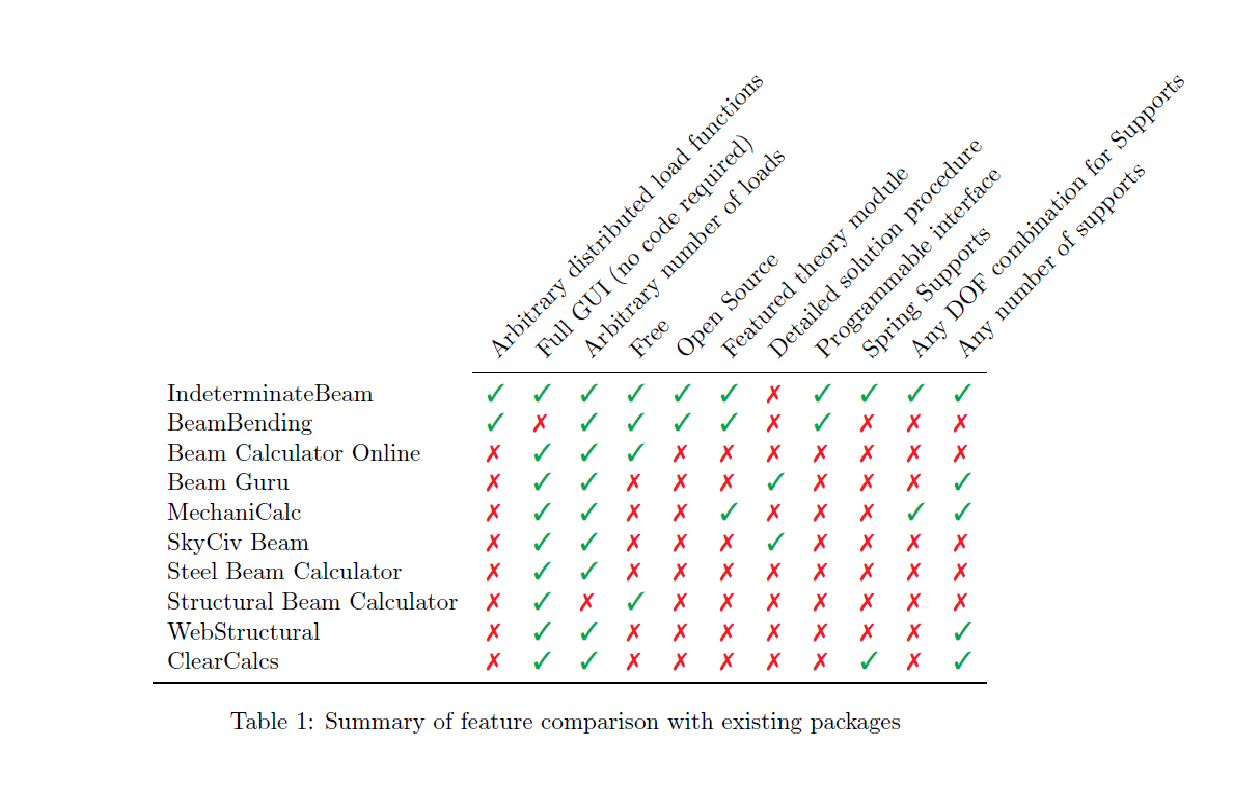 Arbitrary distributed load functions
Full GUI (no code required)
Arbitrary number of loads
Free
Open Source
Featured theory module
Detailed solution procedure
Programmable interface
Spring Supports
Any DOF combination for Supports
Any number of supports
IndeterminateBeam ✓ ✓ ✓ ✓ ✓ ✓ ✗ ✓ ✓ ✓ ✓
BeamBending ✓ ✗ ✓ ✓ ✓ ✓ ✗ ✓ ✗ ✗ ✗
Beam Calculator Online ✗ ✓ ✓ ✓ ✗ ✗ ✗ ✗ ✗ ✗ ✗
Beam Guru ✗ ✓ ✓ ✗ ✗ ✗ ✓ ✗ ✗ ✗ ✓
MechaniCalc ✗ ✓ ✓ ✗ ✗ ✓ ✗ ✗ ✗ ✓ ✓
SkyCiv Beam ✗ ✓ ✓ ✗ ✗ ✗ ✓ ✗ ✗ ✗ ✗
Steel Beam Calculator ✗ ✓ ✓ ✗ ✗ ✗ ✗ ✗ ✗ ✗ ✗
Structural Beam Calculator ✗ ✓ ✗ ✓ ✗ ✗ ✗ ✗ ✗ ✗ ✗
WebStructural ✗ ✓ ✓ ✗ ✗ ✗ ✗ ✗ ✗ ✗ ✓
ClearCalcs ✗ ✓ ✓ ✗ ✗ ✗ ✗ ✗ ✓ ✗ ✓
Table 1: Summary of feature comparison with existing packages